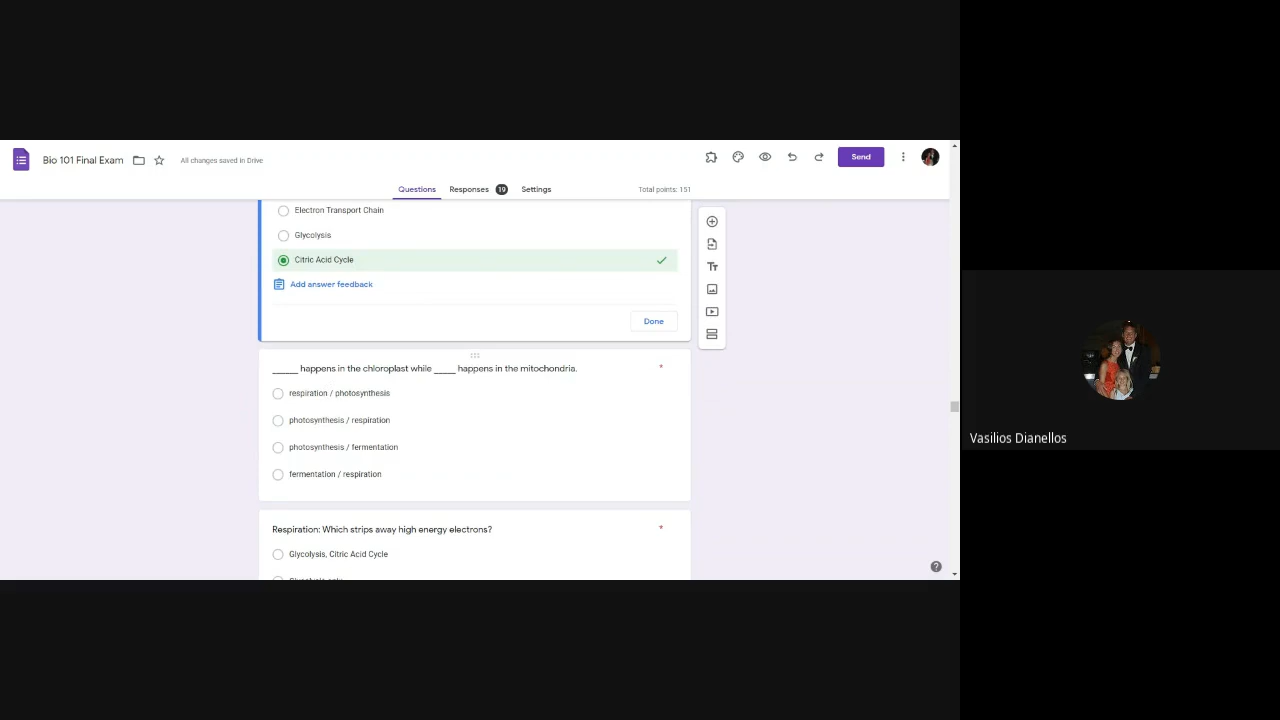 Bio 101 Final Exam
All changes saved in Drive
Send
Questions
Responses 19
Settings
Total points: 151
Electron Transport Chain
Glycolysis
Citric Acid Cycle
Add answer feedback
Done
_____ happens in the chloroplast while ____ happens in the mitochondria. *
respiration / photosynthesis
photosynthesis / respiration
photosynthesis / fermentation
fermentation / respiration
Respiration: Which strips away high energy electrons? *
Glycolysis, Citric Acid Cycle
Vasilios Dianellos